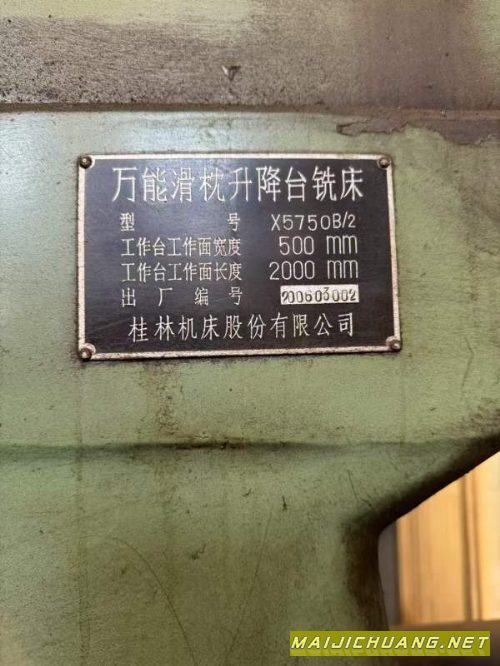 万能滑枕升降台铣床
型号 X5750B/2
工作台工作面宽度 500 mm
工作台工作面长度 2000 mm
出厂编号 200603002
桂林机床股份有限公司
MAIJICHUANG.NET